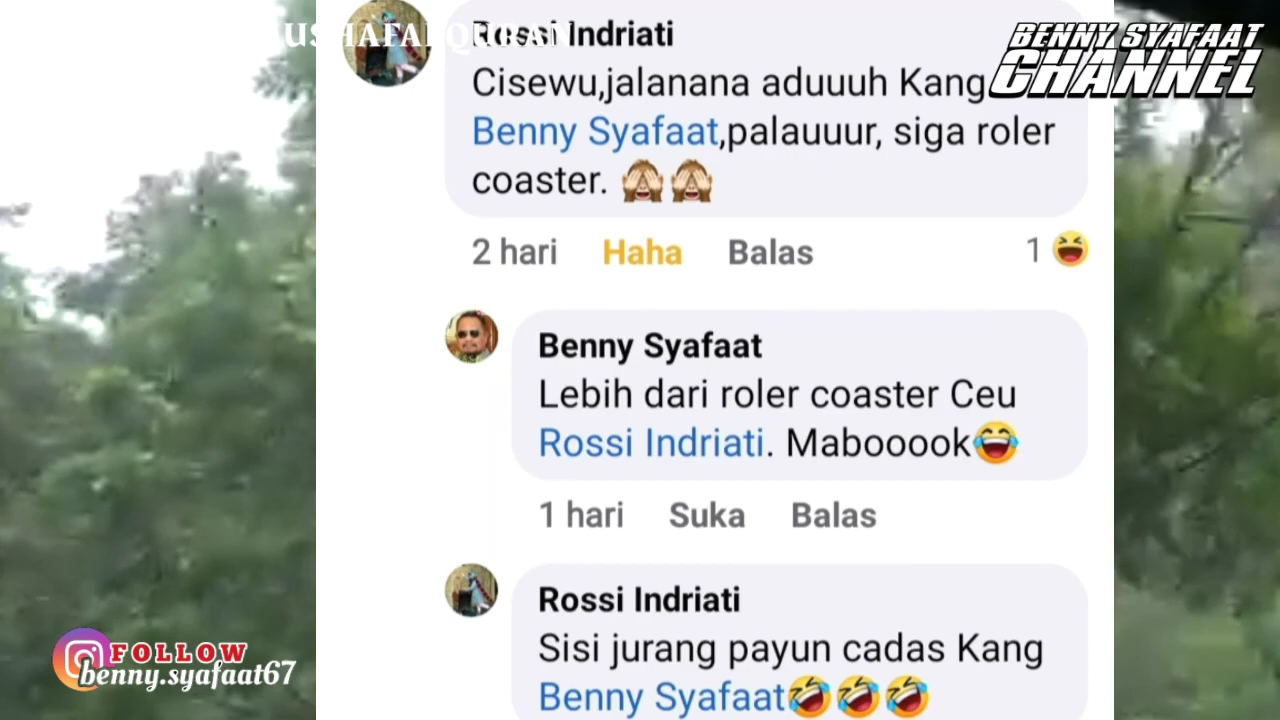 Rossi Indriati
Cisewu,jalanana aduuuh Kang
Benny Syafaat,palauuur, siga roler
coaster. 🙈🙈
2 hari Haha Balas 1 😆
Benny Syafaat
Lebih dari roler coaster Ceu
Rossi Indriati. Mabooook😂
1 hari Suka Balas
Rossi Indriati
Sisi jurang payun cadas Kang
Benny Syafaat🤣🤣🤣
BENNY SYAFAAT
CHANNEL
FOLLOW
benny.syafaat67